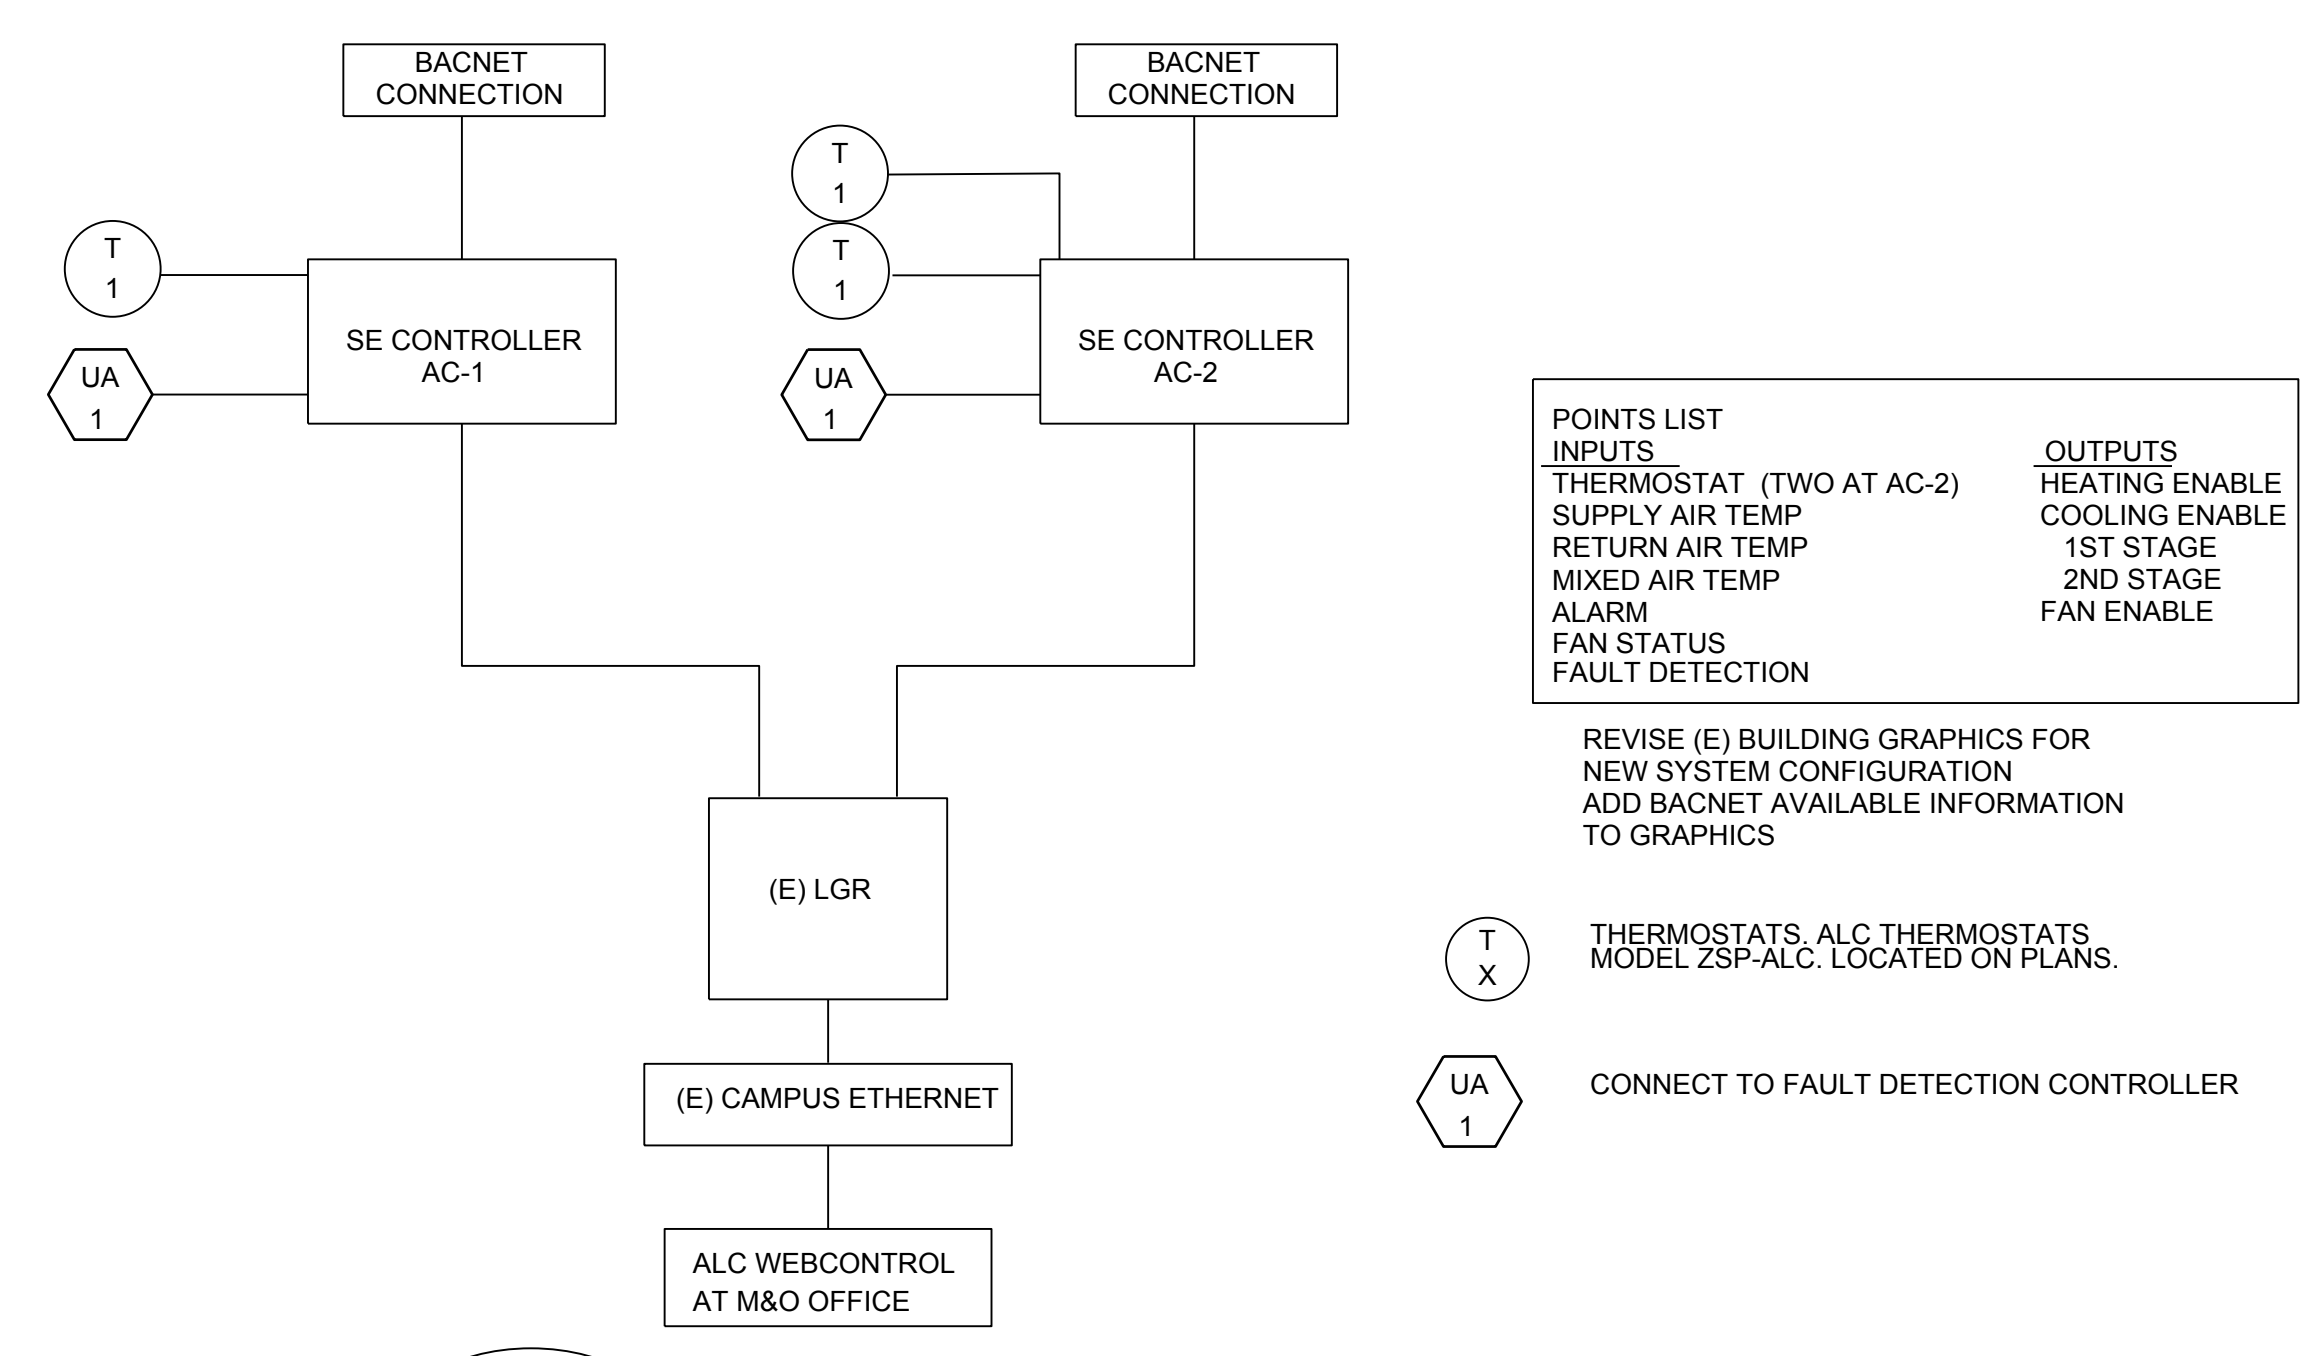 BACNET
CONNECTION
BACNET
CONNECTION
T
1
T
1
T
1
UA
1
UA
1
SE CONTROLLER
AC-1
SE CONTROLLER
AC-2
POINTS LIST
INPUTS
THERMOSTAT (TWO AT AC-2)
SUPPLY AIR TEMP
RETURN AIR TEMP
MIXED AIR TEMP
ALARM
FAN STATUS
FAULT DETECTION
OUTPUTS
HEATING ENABLE
COOLING ENABLE
1ST STAGE
2ND STAGE
FAN ENABLE
REVISE (E) BUILDING GRAPHICS FOR
NEW SYSTEM CONFIGURATION
ADD BACNET AVAILABLE INFORMATION
TO GRAPHICS
(E) LGR
T
X
THERMOSTATS. ALC THERMOSTATS
MODEL ZSP-ALC. LOCATED ON PLANS.
(E) CAMPUS ETHERNET
UA
1
CONNECT TO FAULT DETECTION CONTROLLER
ALC WEBCONTROL
AT M&O OFFICE